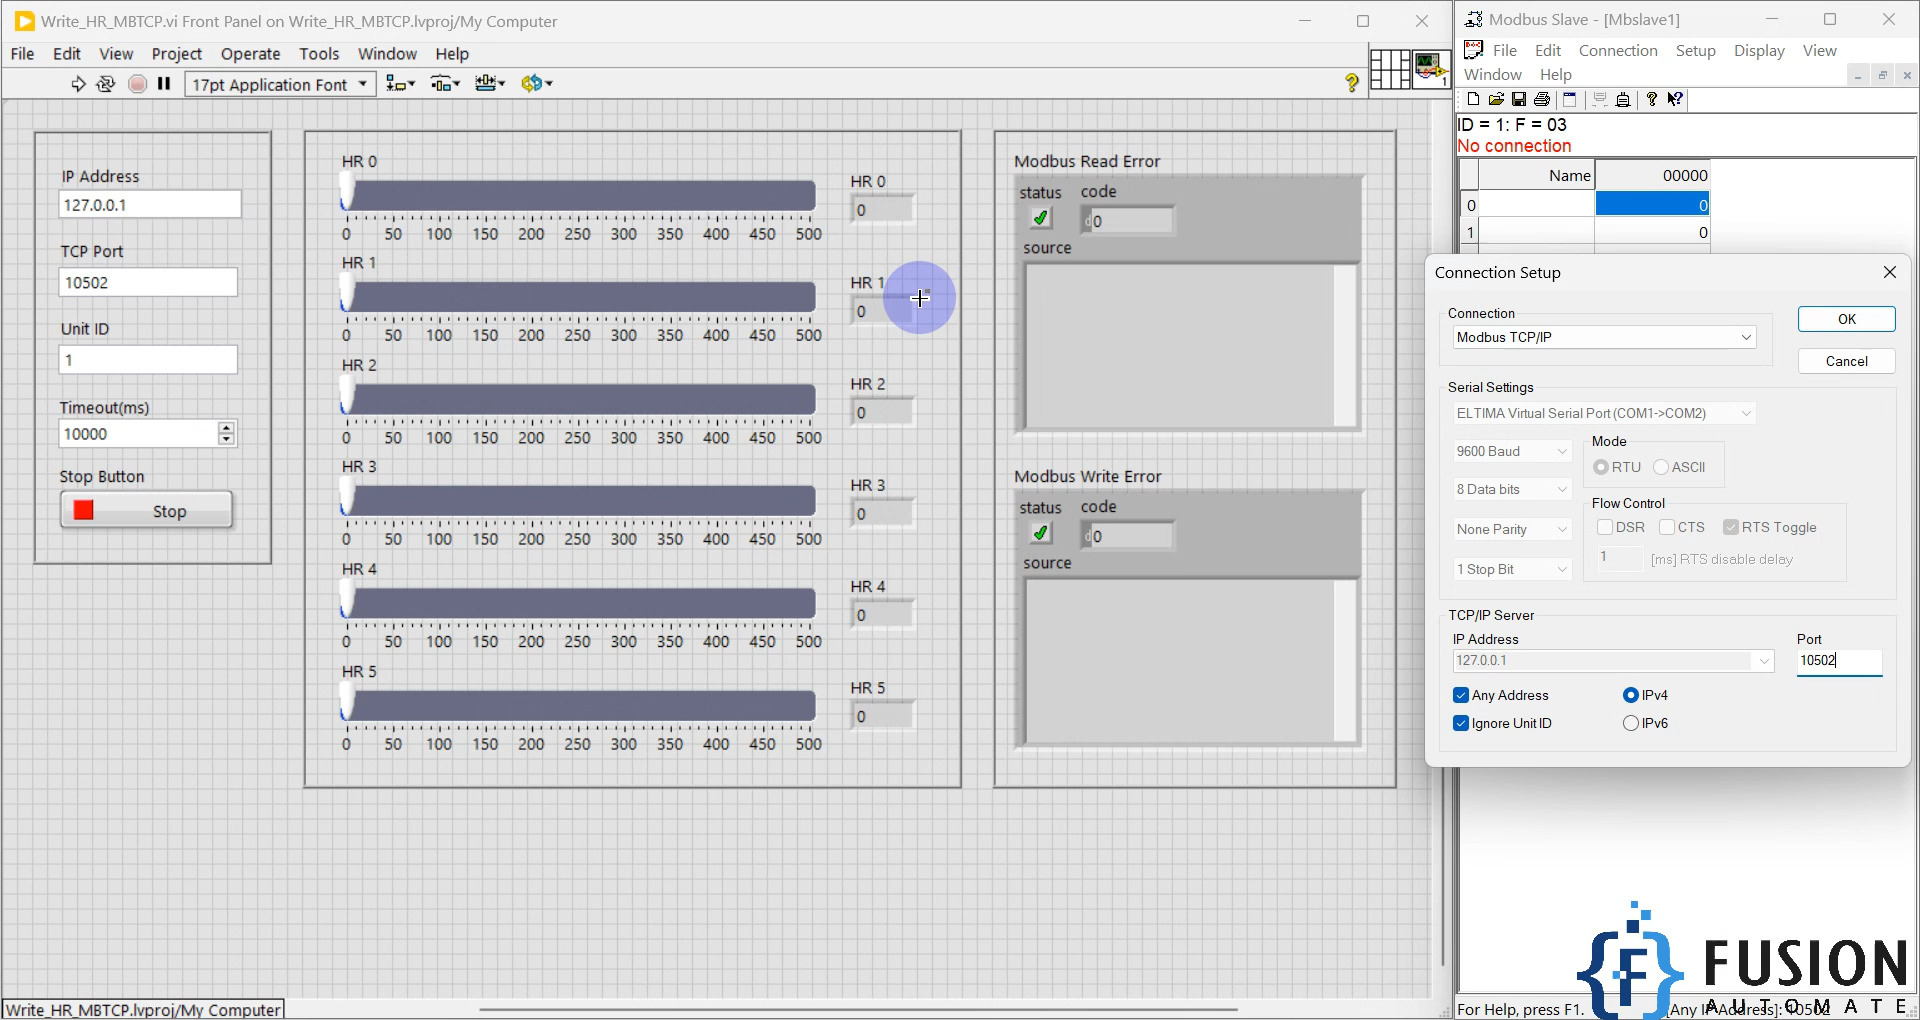 Write_HR_MBTCP.vi Front Panel on Write_HR_MBTCP.lvproj/My Computer
File Edit View Project Operate Tools Window Help
17pt Application Font
?
1
IP Address
127.0.0.1
TCP Port
10502
Unit ID
1
Timeout(ms)
10000
Stop Button
Stop
HR 0
0 50 100 150 200 250 300 350 400 450 500
HR 0
0
HR 1
0 50 100 150 200 250 300 350 400 450 500
HR 1
0
HR 2
0 50 100 150 200 250 300 350 400 450 500
HR 2
0
HR 3
0 50 100 150 200 250 300 350 400 450 500
HR 3
0
HR 4
0 50 100 150 200 250 300 350 400 450 500
HR 4
0
HR 5
0 50 100 150 200 250 300 350 400 450 500
HR 5
0
Modbus Read Error
status code
d0
source
Modbus Write Error
status code
d0
source
Write_HR_MBTCP.lvproj/My Computer
Modbus Slave - [Mbslave1]
File Edit Connection Setup Display View
Window Help
ID = 1: F = 03
No connection
Name 00000
0 0
1 0
Connection Setup
Connection
Modbus TCP/IP
OK
Cancel
Serial Settings
ELTIMA Virtual Serial Port (COM1->COM2)
9600 Baud
8 Data bits
None Parity
1 Stop Bit
Mode
RTU ASCII
Flow Control
DSR CTS RTS Toggle
1 [ms] RTS disable delay
TCP/IP Server
IP Address Port
127.0.0.1 10502
Any Address IPv4
Ignore Unit ID IPv6
F
FUSION
AUTOMATE
For Help, press F1. [Any IP Address]: 10502